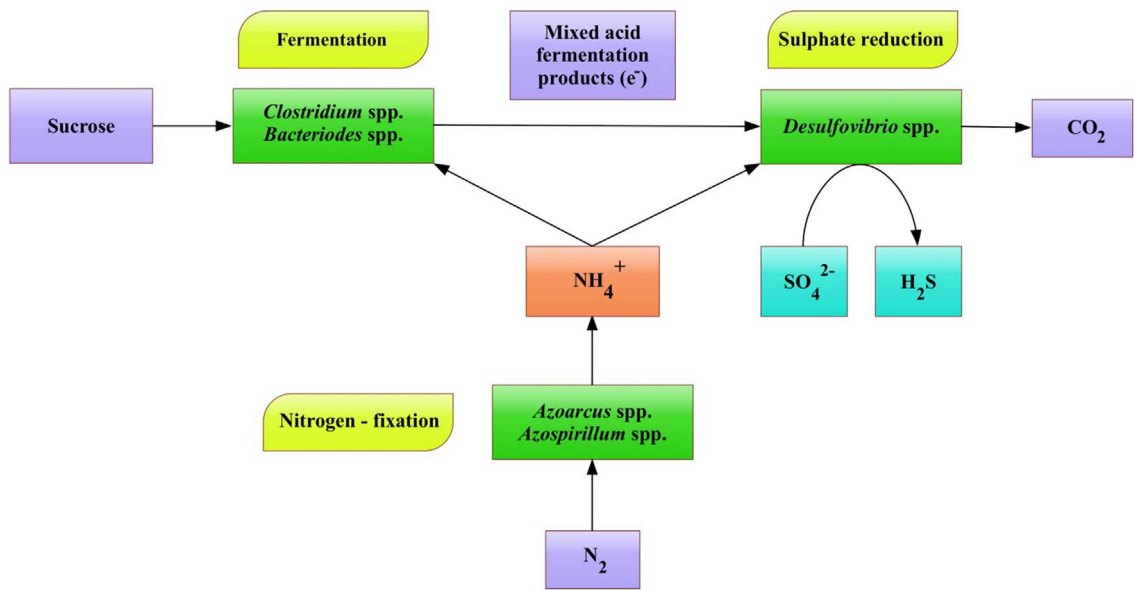 Fermentation
Mixed acid
fermentation
products (e⁻)
Sulphate reduction
Sucrose
Clostridium spp.
Bacteriodes spp.
Desulfovibrio spp.
CO₂
NH₄⁺
SO₄²⁻
H₂S
Nitrogen - fixation
Azoarcus spp.
Azospirillum spp.
N₂